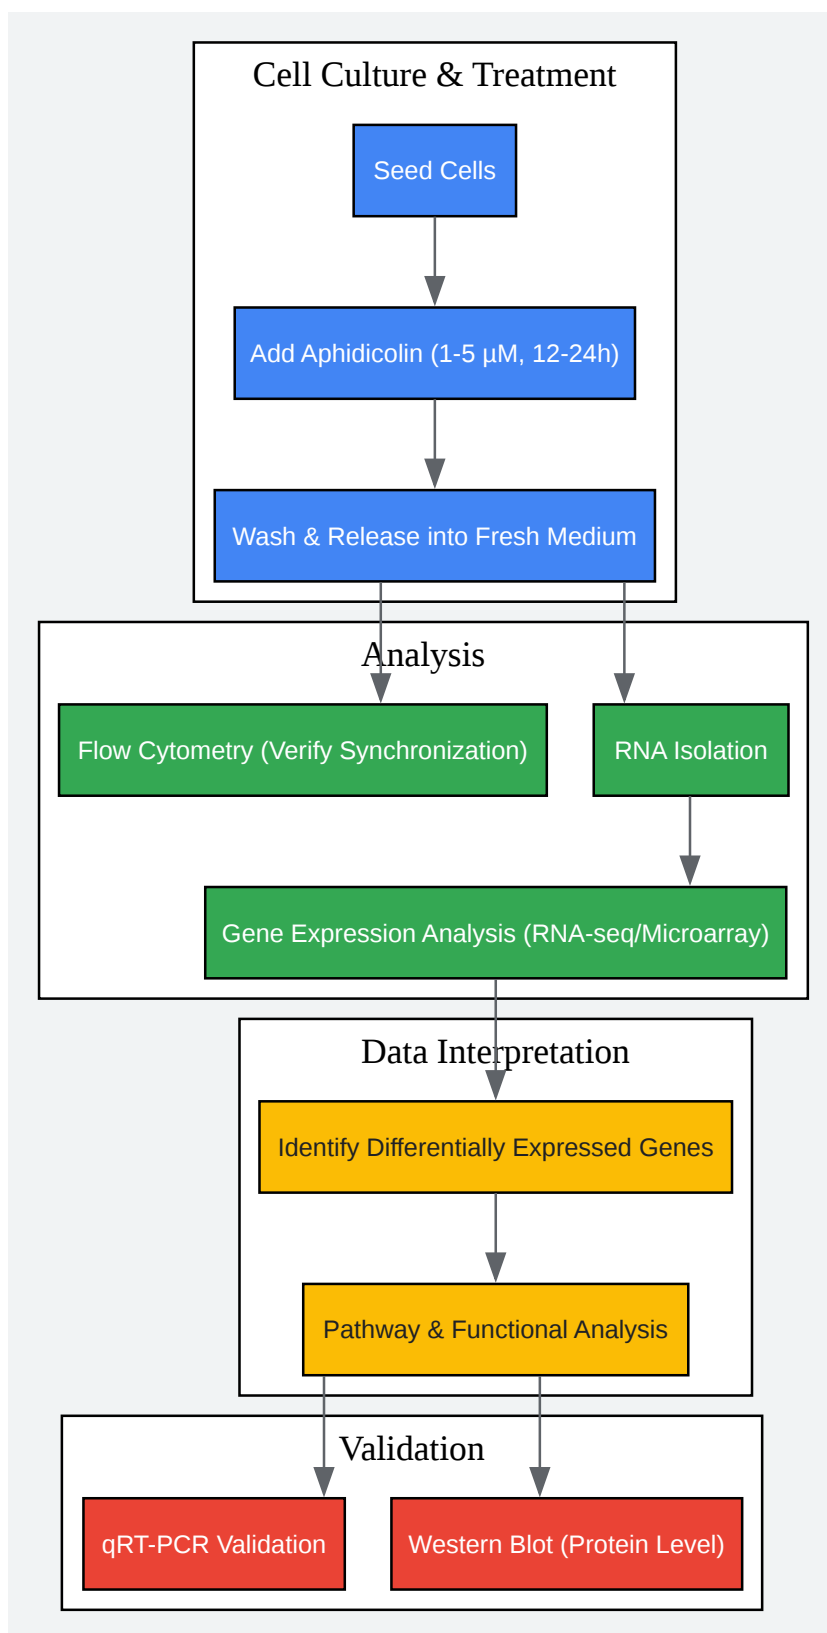 Cell Culture & Treatment
Seed Cells
Add Aphidicolin (1-5 µM, 12-24h)
Wash & Release into Fresh Medium
Analysis
Flow Cytometry (Verify Synchronization)
RNA Isolation
Gene Expression Analysis (RNA-seq/Microarray)
Data Interpretation
Identify Differentially Expressed Genes
Pathway & Functional Analysis
Validation
qRT-PCR Validation
Western Blot (Protein Level)